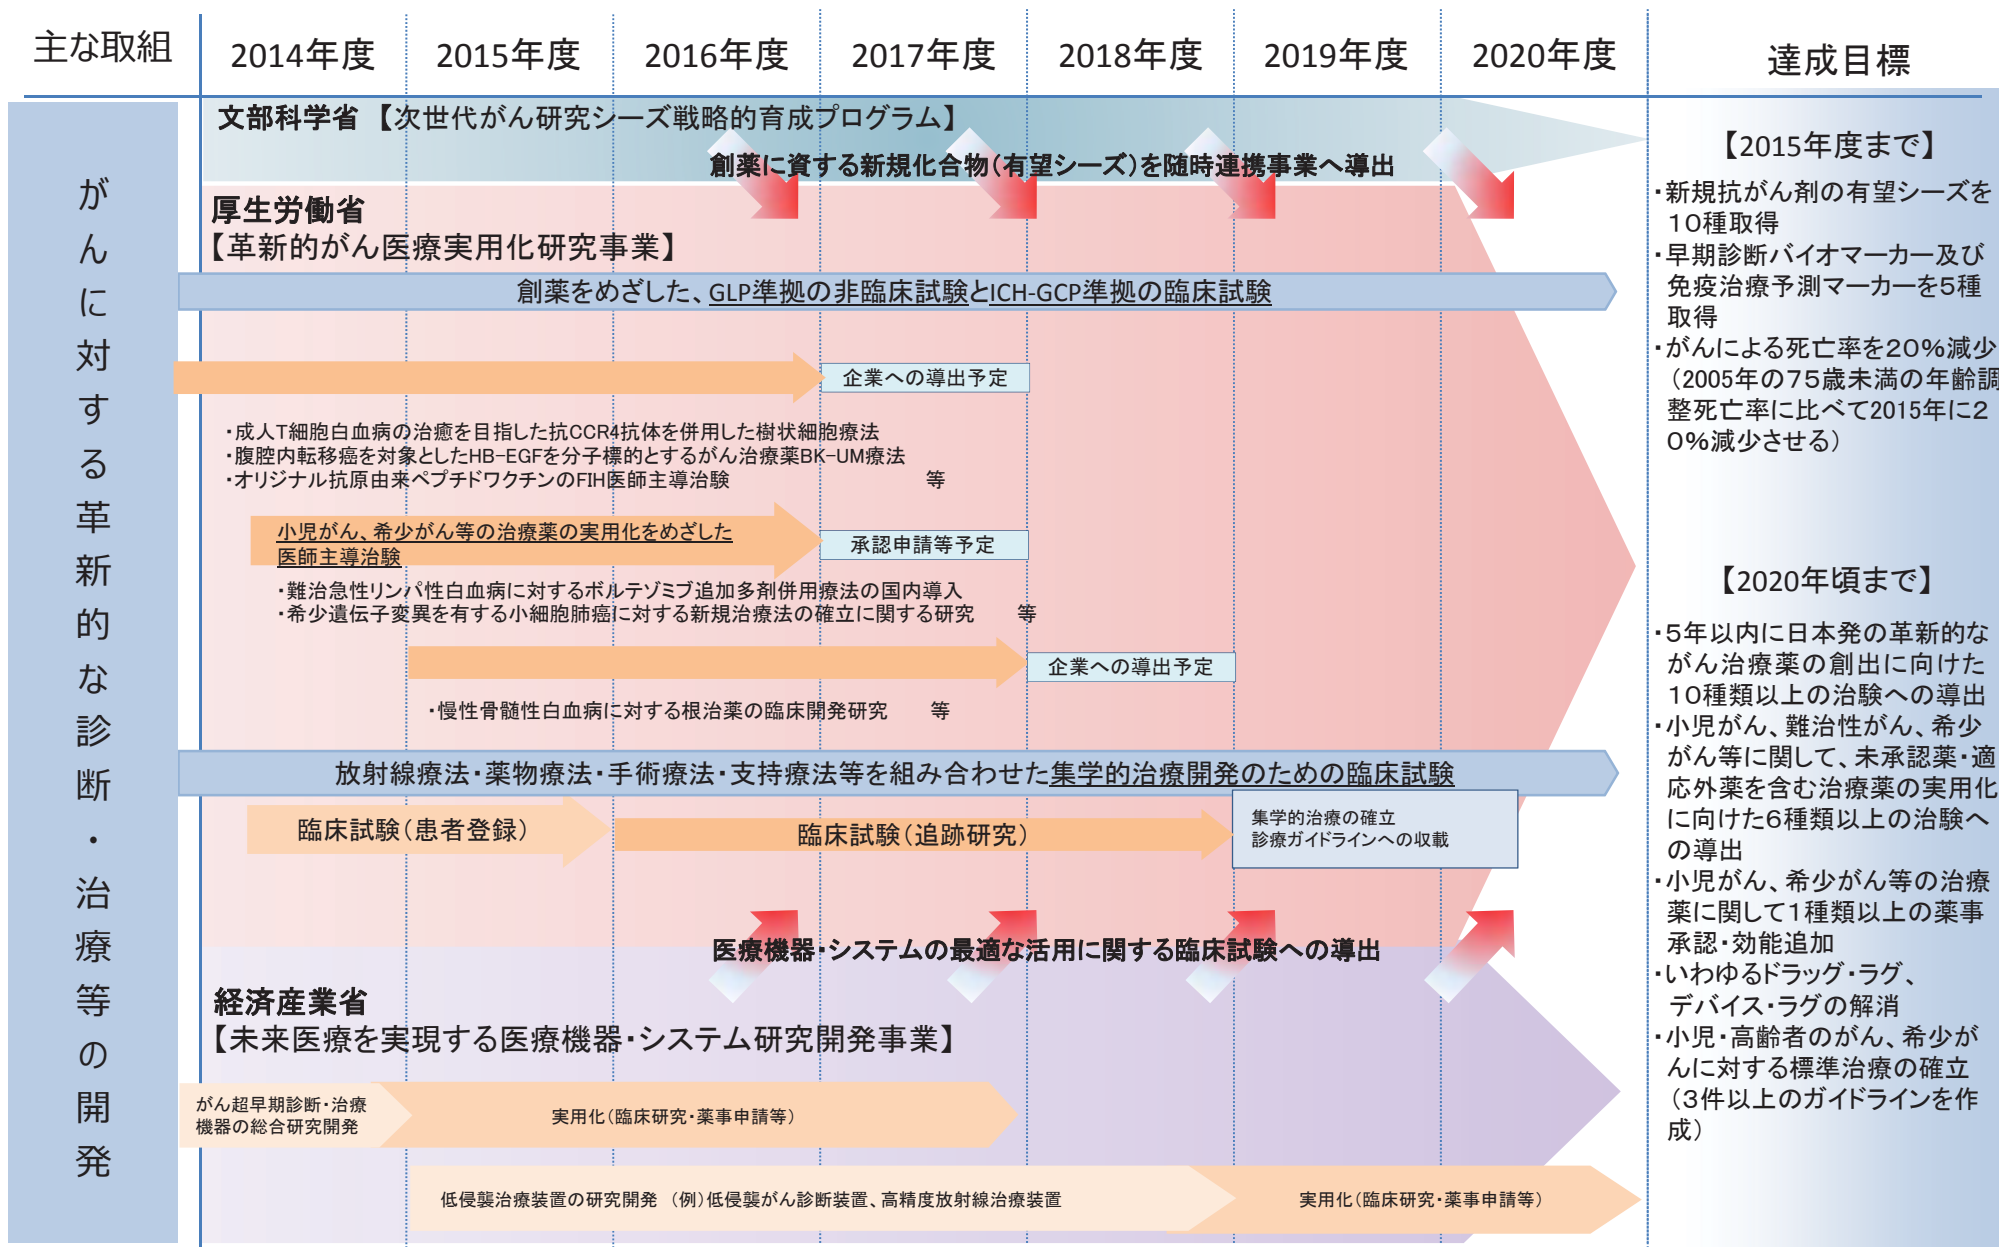 主な取組
2014年度
2015年度
2016年度
2017年度
2018年度
2019年度
2020年度
達成目標
がんに対する革新的な診断・治療等の開発
文部科学省 【次世代がん研究シーズ戦略的育成プログラム】
創薬に資する新規化合物(有望シーズ)を随時連携事業へ導出
厚生労働省
【革新的がん医療実用化研究事業】
創薬をめざした、GLP準拠の非臨床試験とICH-GCP準拠の臨床試験
企業への導出予定
・成人T細胞白血病の治癒を目指した抗CCR4抗体を併用した樹状細胞療法
・腹腔内転移癌を対象としたHB-EGFを分子標的とするがん治療薬BK-UM療法
・オリジナル抗原由来ペプチドワクチンのFIH医師主導治験 等
小児がん、希少がん等の治療薬の実用化をめざした
医師主導治験
承認申請等予定
・難治急性リンパ性白血病に対するボルテゾミブ追加多剤併用療法の国内導入
・希少遺伝子変異を有する小細胞肺癌に対する新規治療法の確立に関する研究 等
企業への導出予定
・慢性骨髄性白血病に対する根治薬の臨床開発研究 等
放射線療法・薬物療法・手術療法・支持療法等を組み合わせた集学的治療開発のための臨床試験
臨床試験(患者登録)
臨床試験(追跡研究)
集学的治療の確立
診療ガイドラインへの収載
医療機器・システムの最適な活用に関する臨床試験への導出
経済産業省
【未来医療を実現する医療機器・システム研究開発事業】
がん超早期診断・治療
機器の総合研究開発
実用化(臨床研究・薬事申請等)
低侵襲治療装置の研究開発 (例)低侵襲がん診断装置、高精度放射線治療装置
実用化(臨床研究・薬事申請等)
【2015年度まで】
・新規抗がん剤の有望シーズを
10種取得
・早期診断バイオマーカー及び
免疫治療予測マーカーを5種
取得
・がんによる死亡率を20%減少
(2005年の75歳未満の年齢調
整死亡率に比べて2015年に2
0%減少させる)
【2020年頃まで】
・5年以内に日本発の革新的な
がん治療薬の創出に向けた
10種類以上の治験への導出
・小児がん、難治性がん、希少
がん等に関して、未承認薬・適
応外薬を含む治療薬の実用化
に向けた6種類以上の治験へ
の導出
・小児がん、希少がん等の治療
薬に関して1種類以上の薬事
承認・効能追加
・いわゆるドラッグ・ラグ、
デバイス・ラグの解消
・小児・高齢者のがん、希少が
んに対する標準治療の確立
(3件以上のガイドラインを作
成)